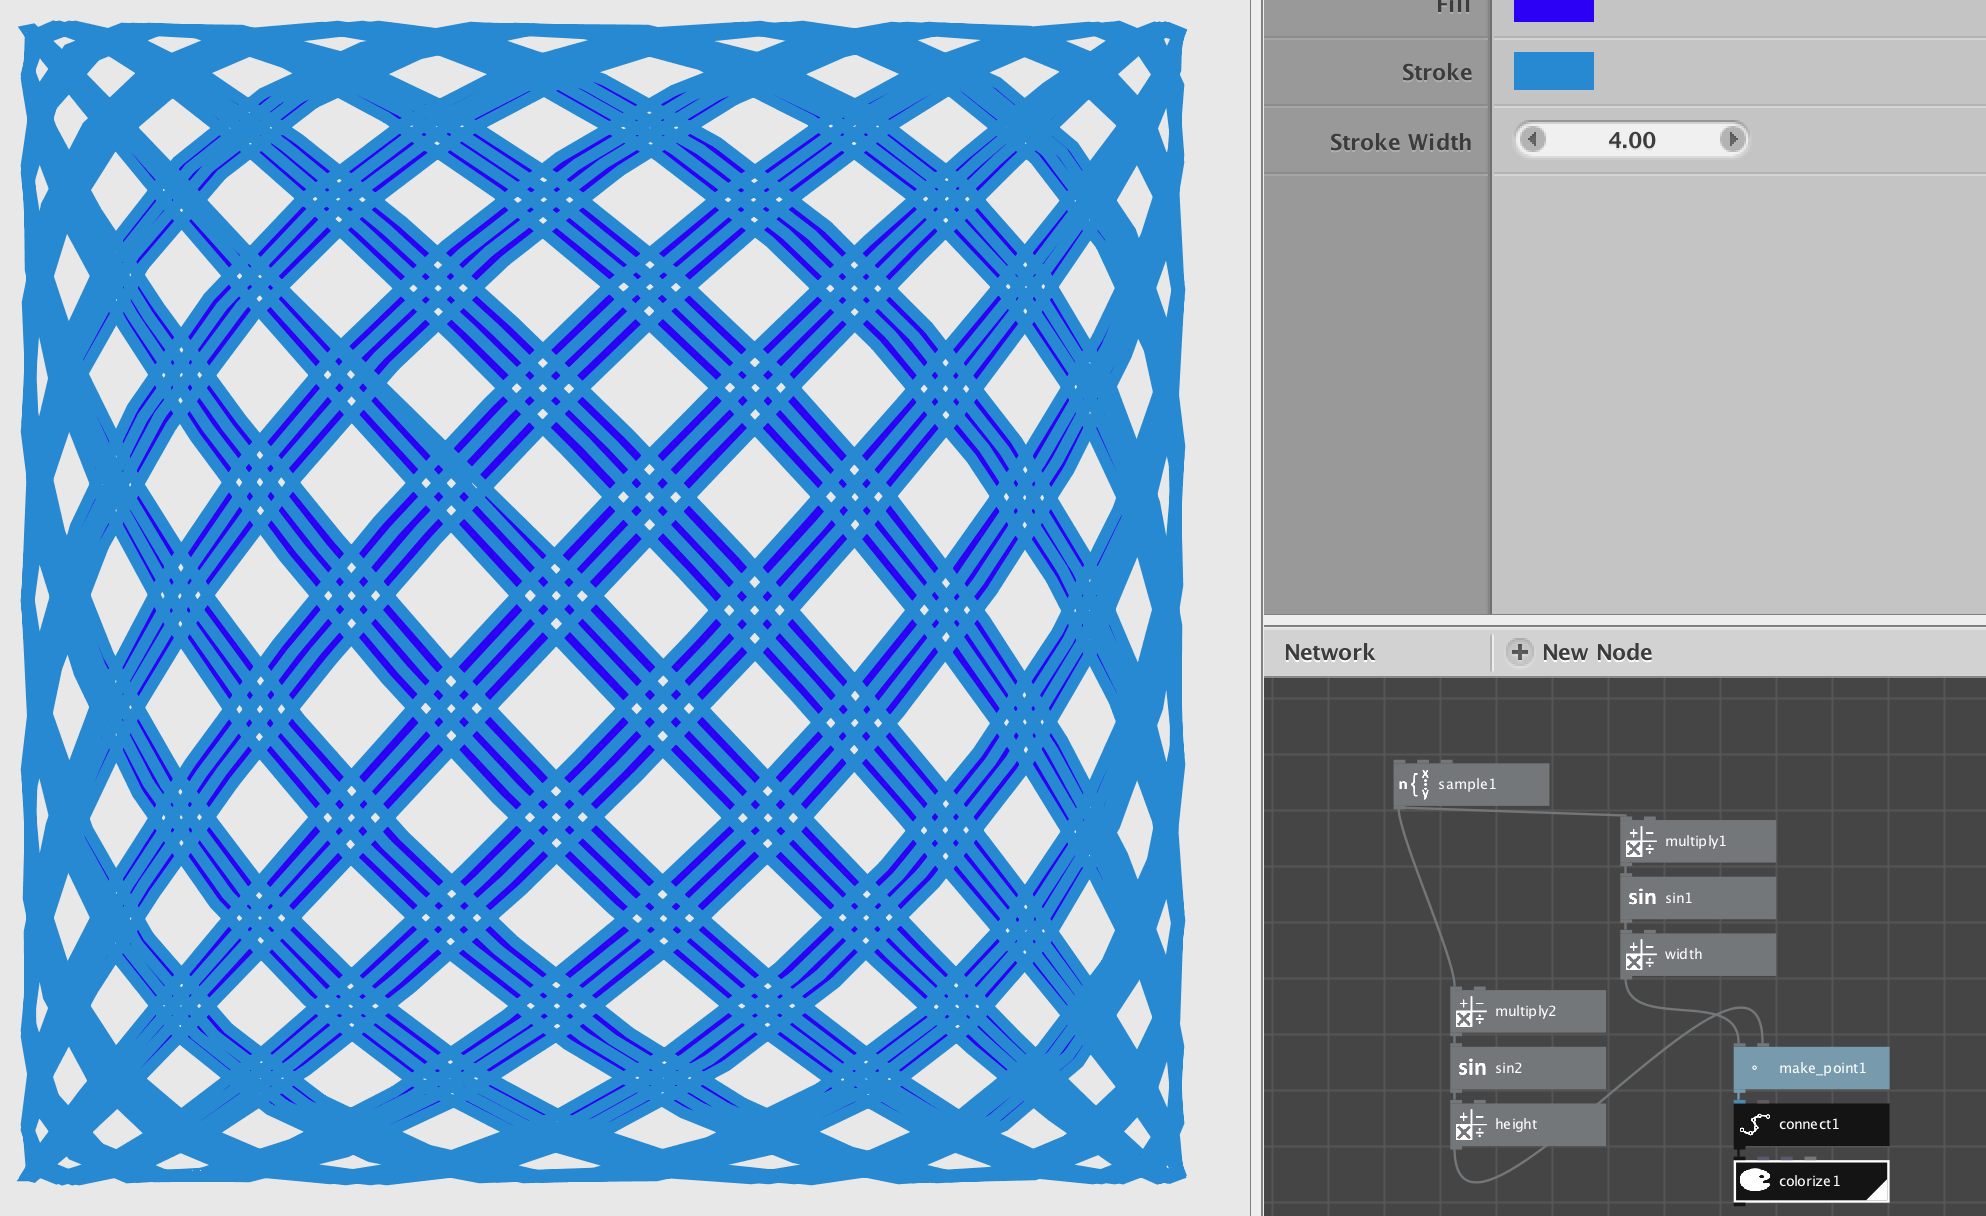 Fill
Stroke
Stroke Width
4.00
Network
New Node
n{ x y sample1
multiply1
sin sin1
width
multiply2
sin sin2
make_point1
height
connect1
colorize1